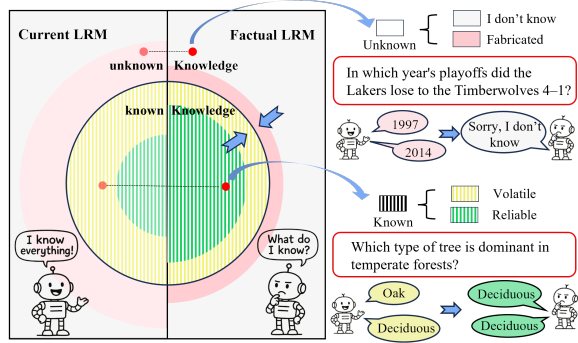 Current LRM
Factual LRM
unknown Knowledge
known Knowledge
I know
everything!
What do
I know?
Unknown
I don't know
Fabricated
In which year's playoffs did the
Lakers lose to the Timberwolves 4–1?
1997
2014
Sorry, I don't
know
Known
Volatile
Reliable
Which type of tree is dominant in
temperate forests?
Oak
Deciduous
Deciduous
Deciduous